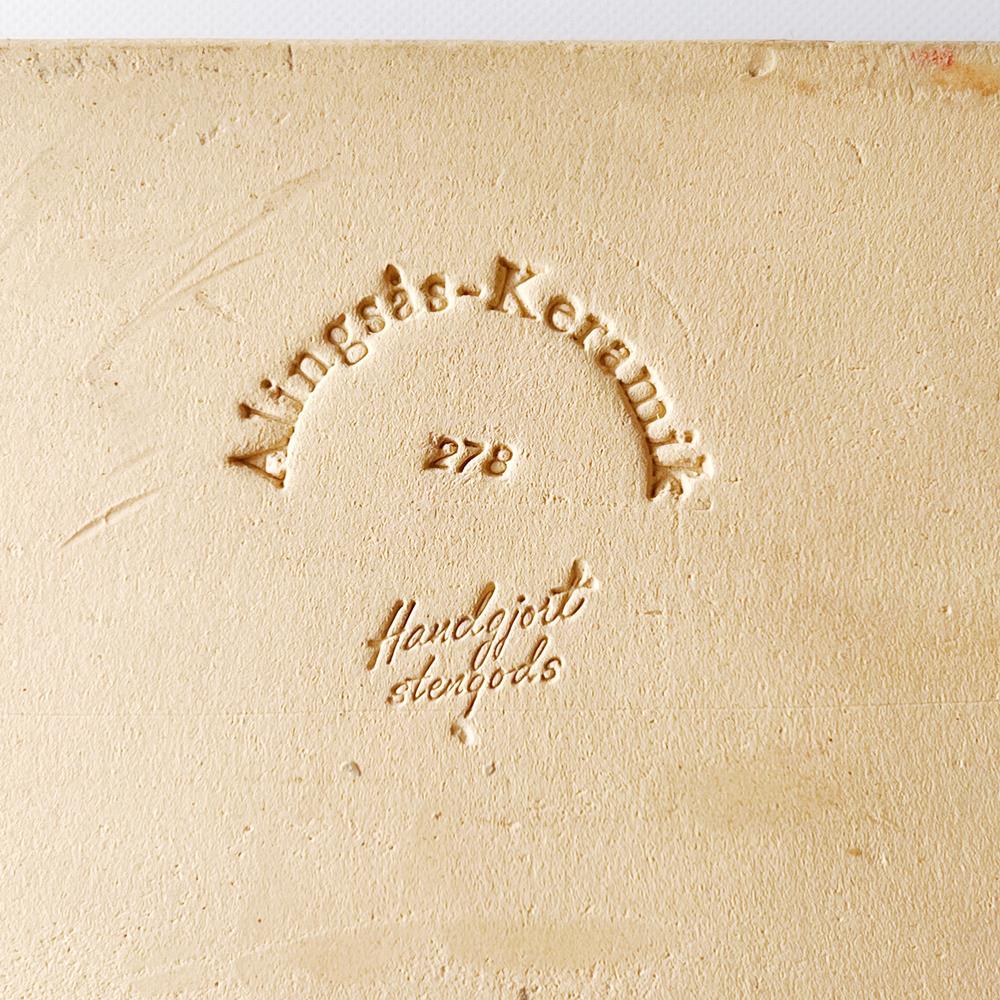 Alingsås-Keramik
278
Handgjort
stengods